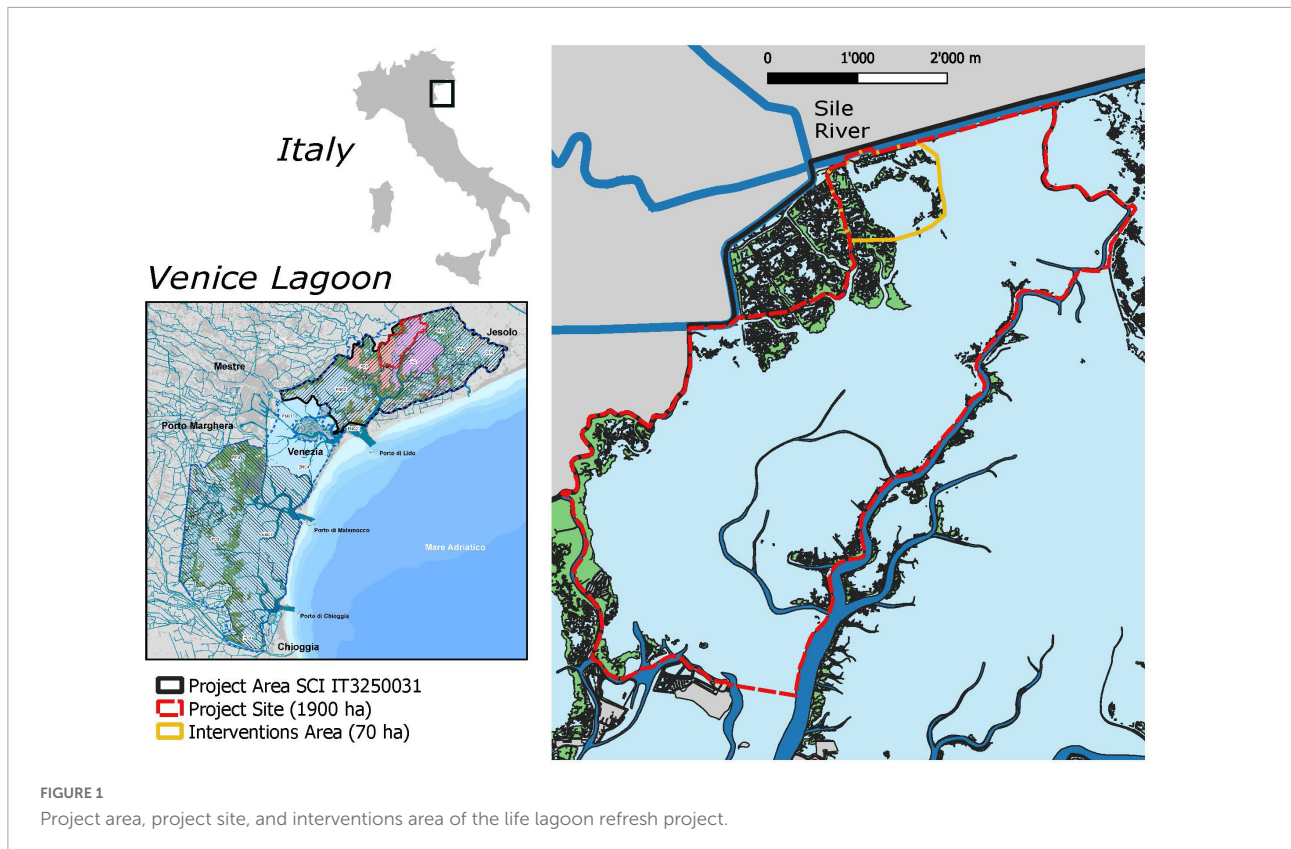 Italy
Venice Lagoon
Jesolo
Mestre
Porto Marghera
Venezia
Porto di Lido
Porto di Malamocco
Mare Adriatico
Porto di Chioggia
Chioggia
Project Area SCI IT3250031
Project Site (1900 ha)
Interventions Area (70 ha)
0 1'000 2'000 m
Sile
River
FIGURE 1
Project area, project site, and interventions area of the life lagoon refresh project.